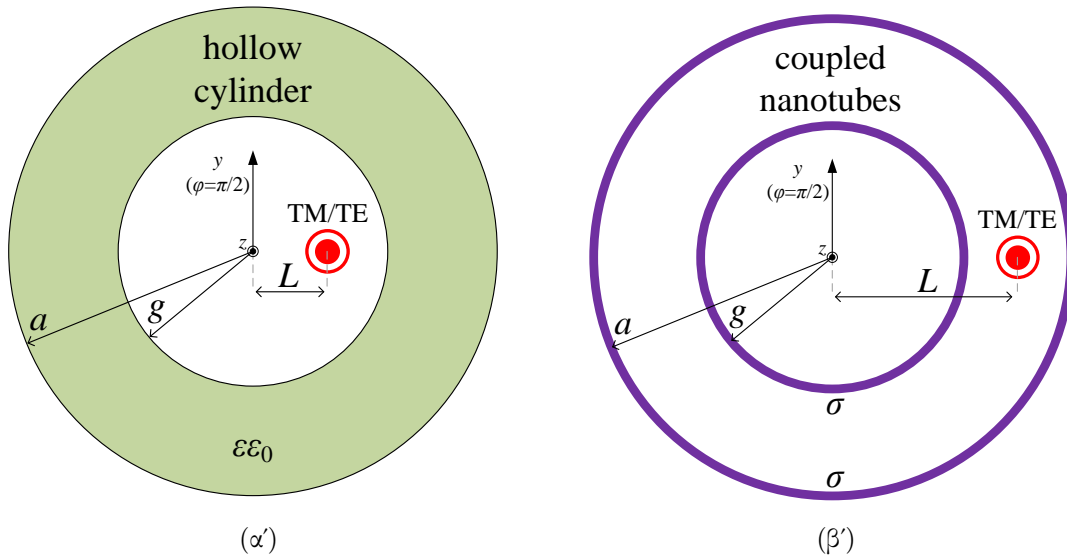 hollow
cylinder
y
(φ=π/2)
TM/TE
z
L
a
g
εε₀
(α′)
coupled
nanotubes
y
(φ=π/2)
TM/TE
z
L
a
g
σ
σ
(β′)